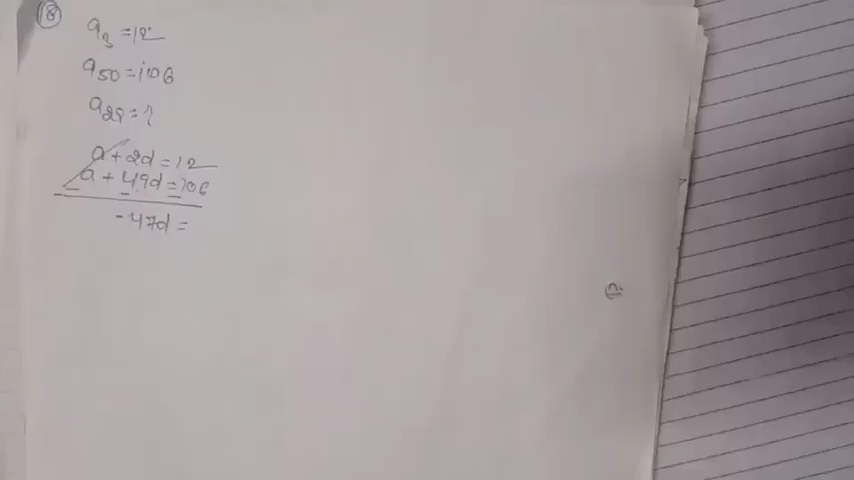 18
a3 = 12
a50 = 106
a29 = ?
a + 2d = 12
a + 49d = 106
- - -
-47d =